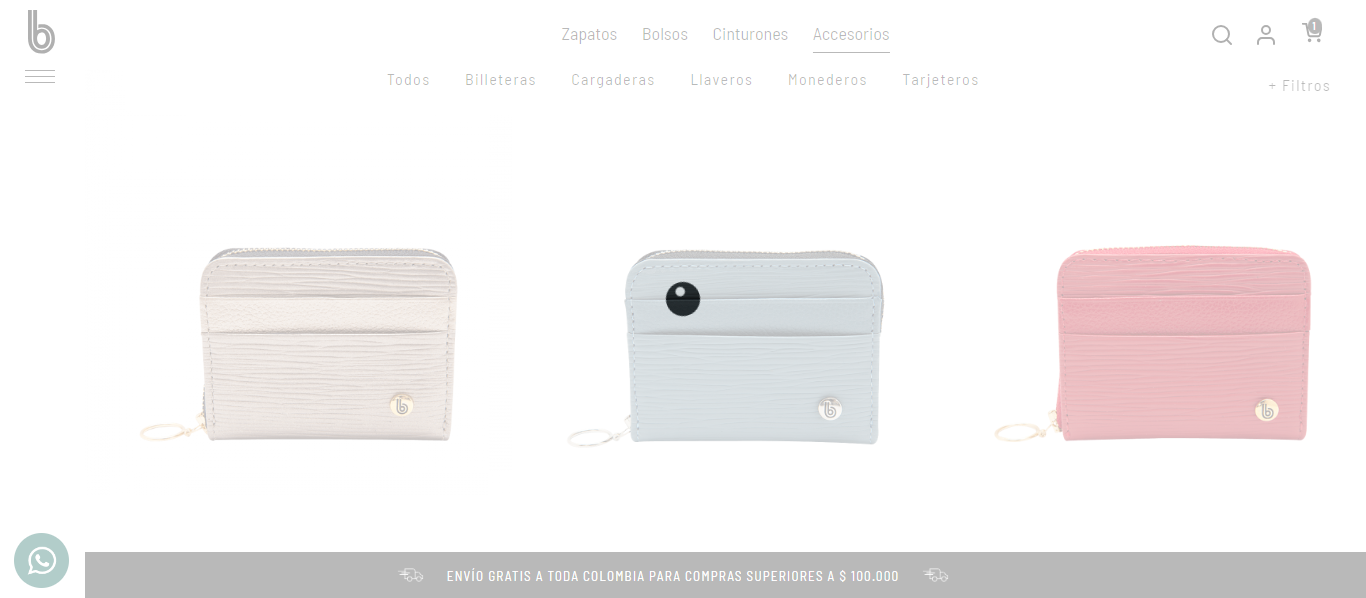 b
Zapatos Bolsos Cinturones Accesorios
1
Todos Billeteras Cargaderas Llaveros Monederos Tarjeteros
+ Filtros
b
b
b
ENVÍO GRATIS A TODA COLOMBIA PARA COMPRAS SUPERIORES A $ 100.000